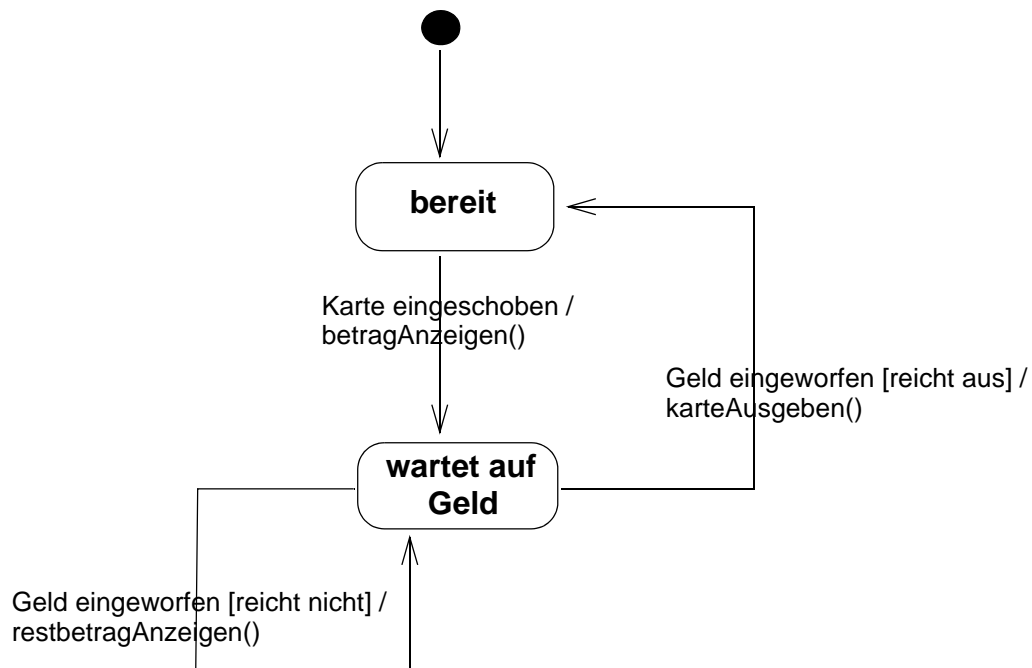 bereit
Karte eingeschoben /
betragAnzeigen()
Geld eingeworfen [reicht aus] /
karteAusgeben()
wartet auf
Geld
Geld eingeworfen [reicht nicht] /
restbetragAnzeigen()